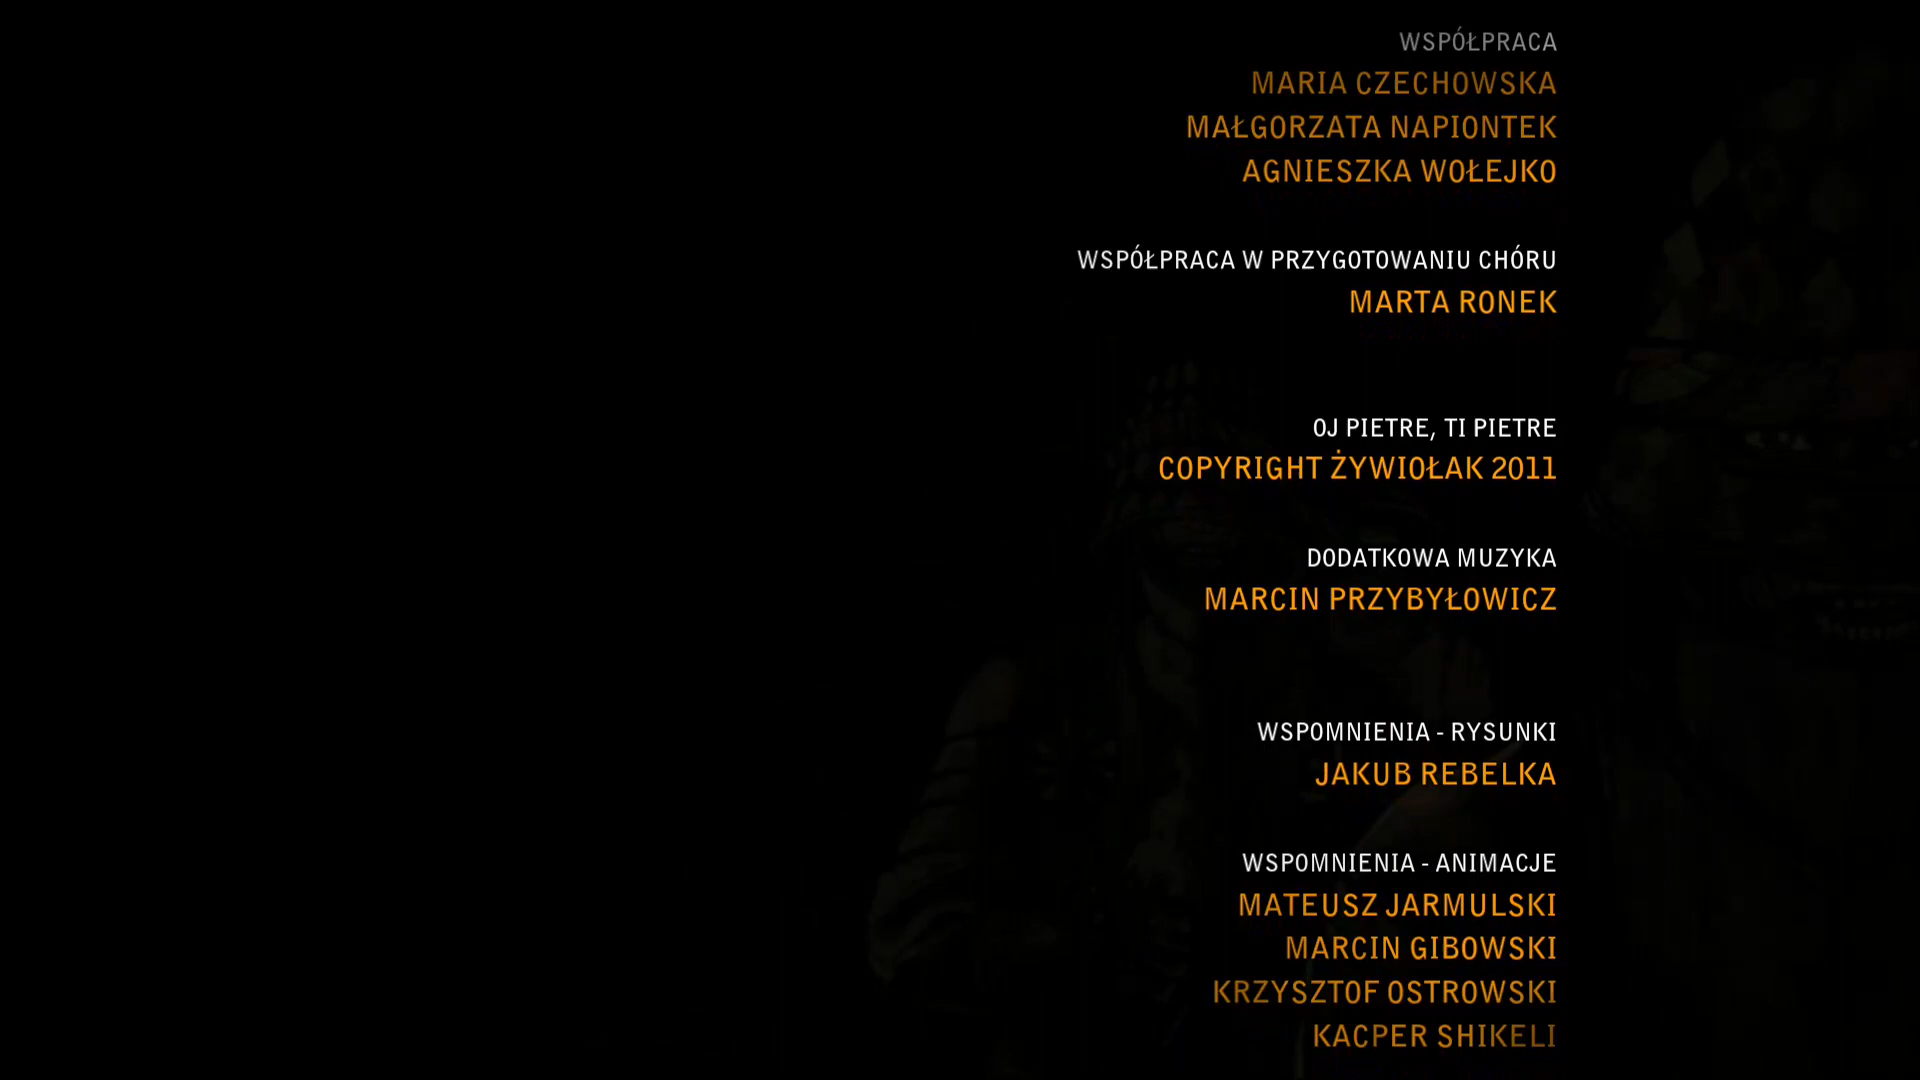 WSPÓŁPRACA
MARIA CZECHOWSKA
MAŁGORZATA NAPIONTEK
AGNIESZKA WOŁEJKO
WSPÓŁPRACA W PRZYGOTOWANIU CHÓRU
MARTA RONEK
OJ PIETRE, TI PIETRE
COPYRIGHT ŻYWIOŁAK 2011
DODATKOWA MUZYKA
MARCIN PRZYBYŁOWICZ
WSPOMNIENIA - RYSUNKI
JAKUB REBELKA
WSPOMNIENIA - ANIMACJE
MATEUSZ JARMULSKI
MARCIN GIBOWSKI
KRZYSZTOF OSTROWSKI
KACPER SHIKELI